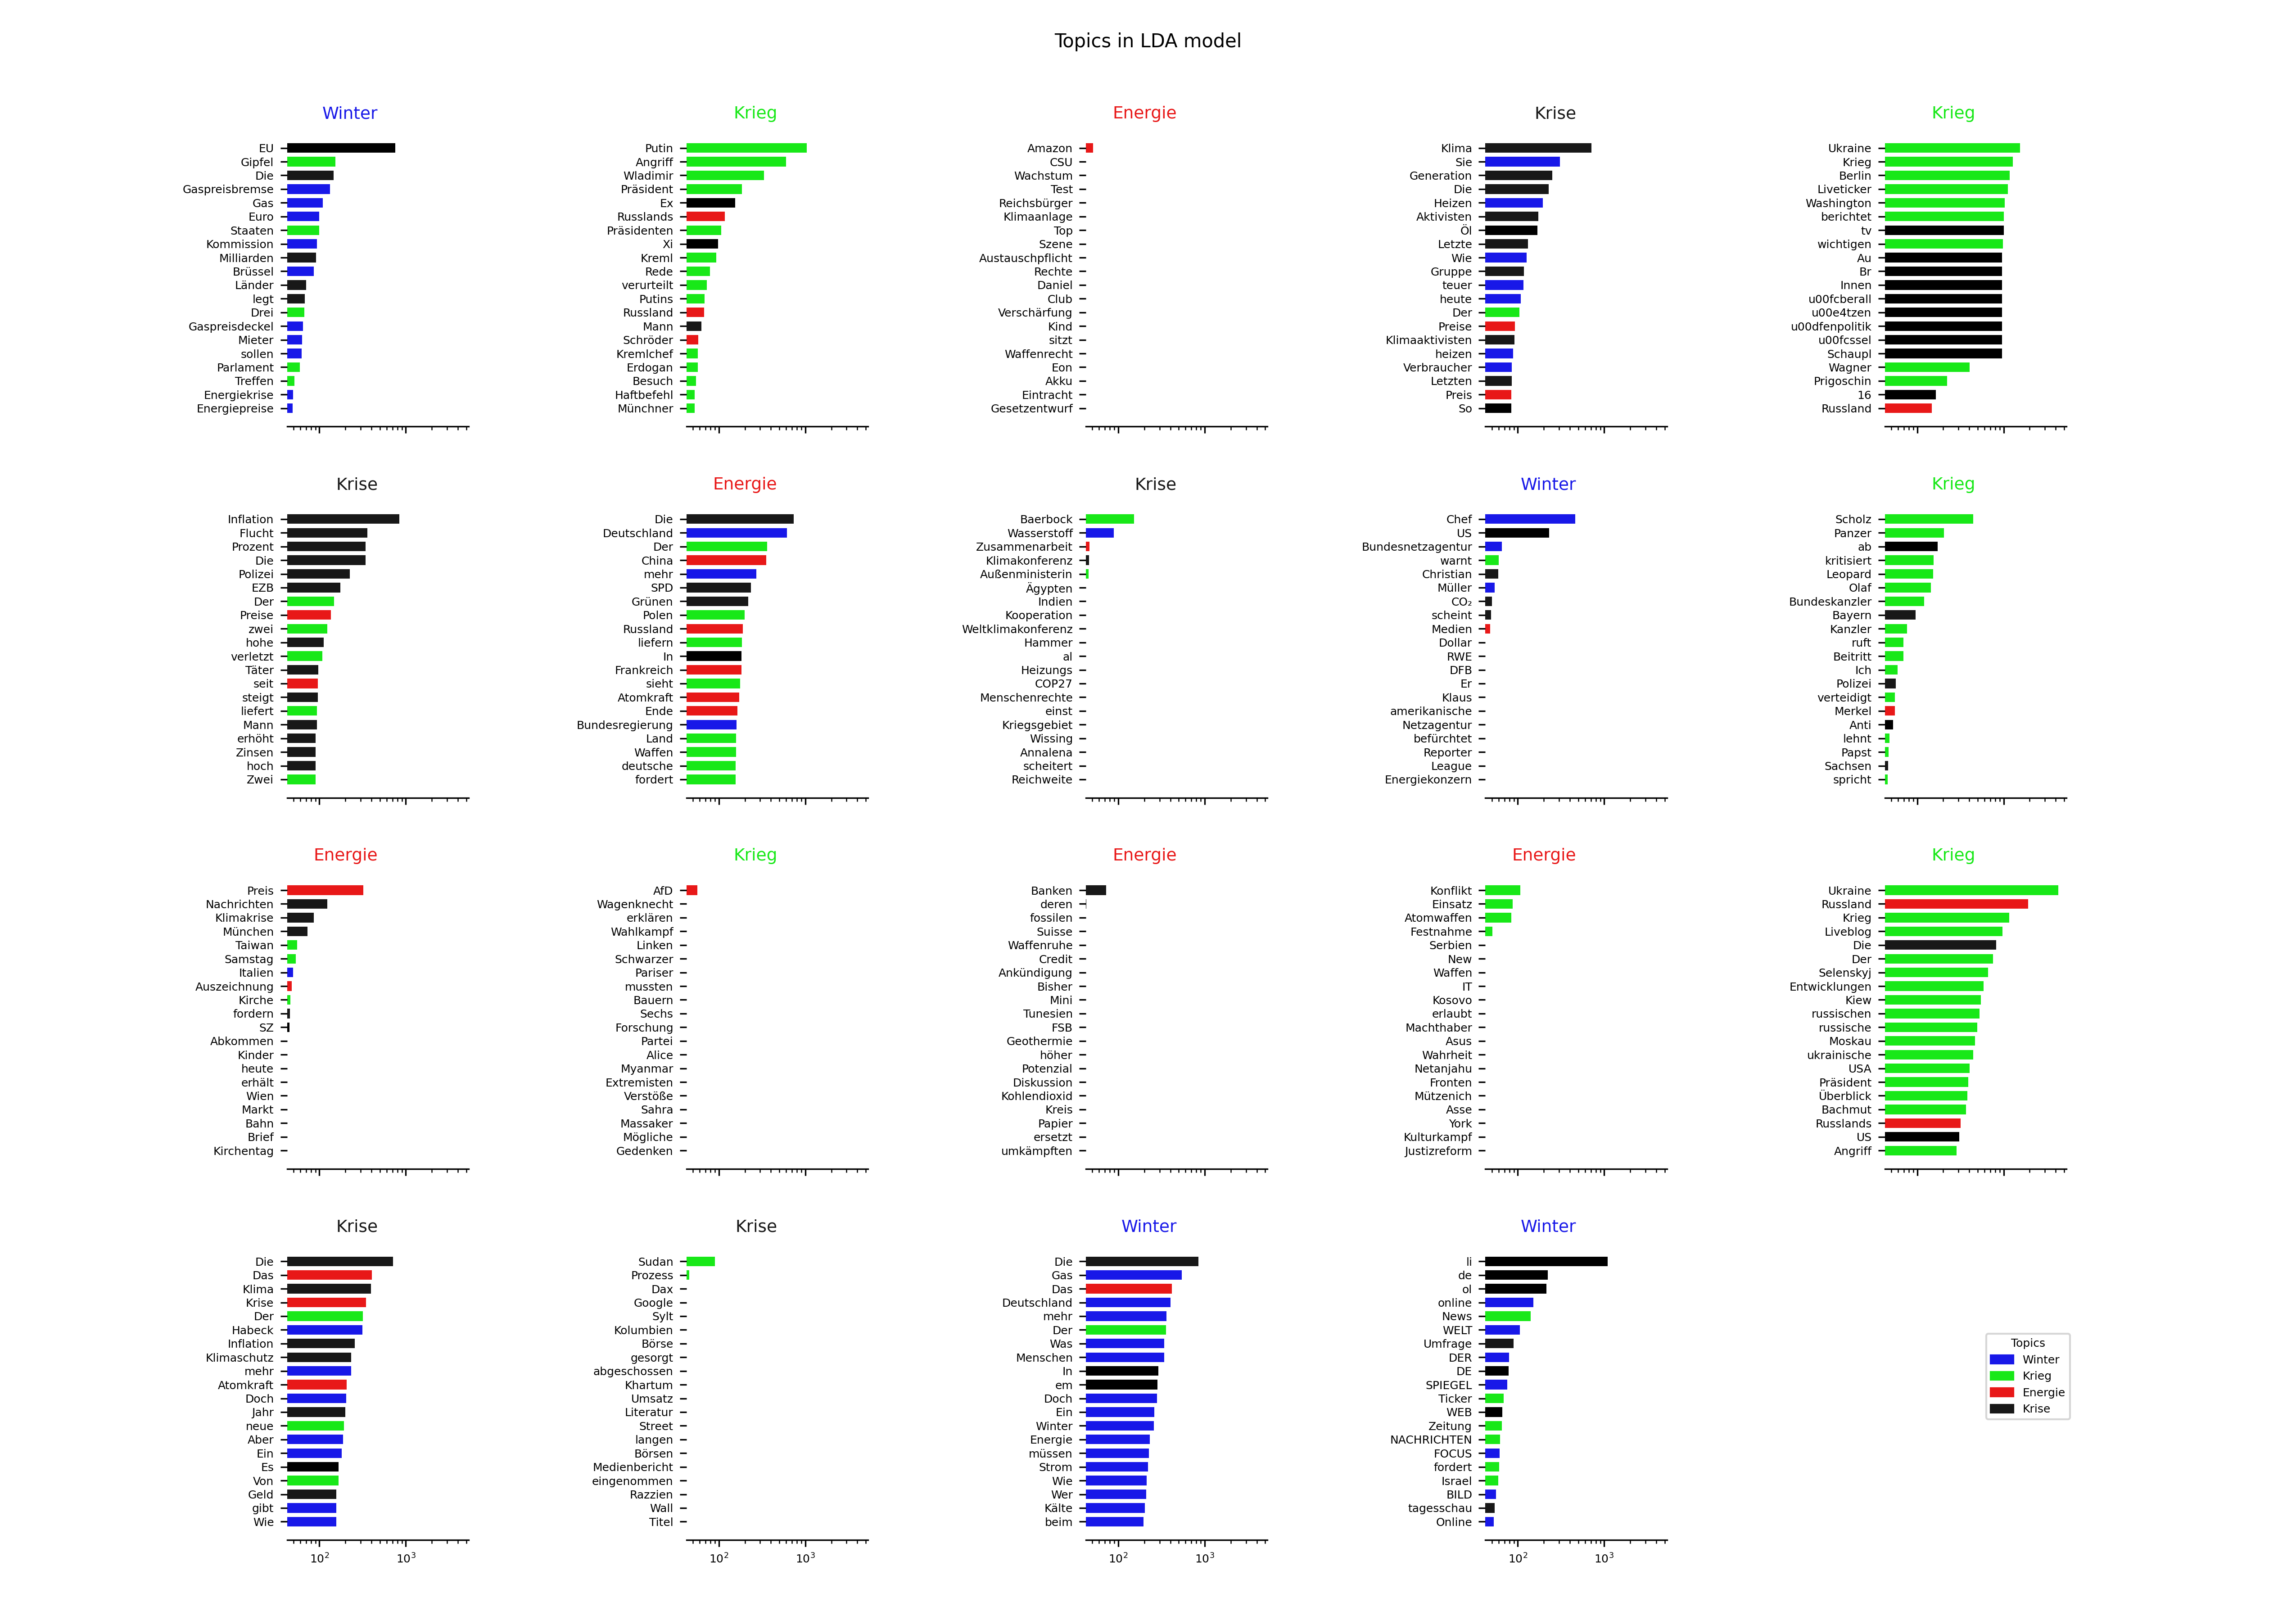 Topics in LDA model
Winter
EU
Gipfel
Die
Gaspreisbremse
Gas
Euro
Staaten
Kommission
Milliarden
Brüssel
Länder
legt
Drei
Gaspreisdeckel
Mieter
sollen
Parlament
Treffen
Energiekrise
Energiepreise
Krieg
Putin
Angriff
Wladimir
Präsident
Ex
Russlands
Präsidenten
Xi
Kreml
Rede
verurteilt
Putins
Russland
Mann
Schröder
Kremlchef
Erdogan
Besuch
Haftbefehl
Münchner
Energie
Amazon
CSU
Wachstum
Test
Reichsbürger
Klimaanlage
Top
Szene
Austauschpflicht
Rechte
Daniel
Club
Verschärfung
Kind
sitzt
Waffenrecht
Eon
Akku
Eintracht
Gesetzentwurf
Krise
Klima
Sie
Generation
Die
Heizen
Aktivisten
Öl
Letzte
Wie
Gruppe
teuer
heute
Der
Preise
Klimaaktivisten
heizen
Verbraucher
Letzten
Preis
So
Krieg
Ukraine
Krieg
Berlin
Liveticker
Washington
berichtet
tv
wichtigen
Au
Br
Innen
u00fcberall
u00e4tzen
u00dfenpolitik
u00fcssel
Schaupl
Wagner
Prigoschin
16
Russland
Krise
Inflation
Flucht
Prozent
Die
Polizei
EZB
Der
Preise
zwei
hohe
verletzt
Täter
seit
steigt
liefert
Mann
erhöht
Zinsen
hoch
Zwei
Energie
Die
Deutschland
Der
China
mehr
SPD
Grünen
Polen
Russland
liefern
In
Frankreich
sieht
Atomkraft
Ende
Bundesregierung
Land
Waffen
deutsche
fordert
Krise
Baerbock
Wasserstoff
Zusammenarbeit
Klimakonferenz
Außenministerin
Ägypten
Indien
Kooperation
Weltklimakonferenz
Hammer
al
Heizungs
COP27
Menschenrechte
einst
Kriegsgebiet
Wissing
Annalena
scheitert
Reichweite
Winter
Chef
US
Bundesnetzagentur
warnt
Christian
Müller
CO₂
scheint
Medien
Dollar
RWE
DFB
Er
Klaus
amerikanische
Netzagentur
befürchtet
Reporter
League
Energiekonzern
Krieg
Scholz
Panzer
ab
kritisiert
Leopard
Olaf
Bundeskanzler
Bayern
Kanzler
ruft
Beitritt
Ich
Polizei
verteidigt
Merkel
Anti
lehnt
Papst
Sachsen
spricht
Energie
Preis
Nachrichten
Klimakrise
München
Taiwan
Samstag
Italien
Auszeichnung
Kirche
fordern
SZ
Abkommen
Kinder
heute
erhält
Wien
Markt
Bahn
Brief
Kirchentag
Krieg
AfD
Wagenknecht
erklären
Wahlkampf
Linken
Schwarzer
Pariser
mussten
Bauern
Sechs
Forschung
Partei
Alice
Myanmar
Extremisten
Verstöße
Sahra
Massaker
Mögliche
Gedenken
Energie
Banken
deren
fossilen
Suisse
Waffenruhe
Credit
Ankündigung
Bisher
Mini
Tunesien
FSB
Geothermie
höher
Potenzial
Diskussion
Kohlendioxid
Kreis
Papier
ersetzt
umkämpften
Energie
Konflikt
Einsatz
Atomwaffen
Festnahme
Serbien
New
Waffen
IT
Kosovo
erlaubt
Machthaber
Asus
Wahrheit
Netanjahu
Fronten
Mützenich
Asse
York
Kulturkampf
Justizreform
Krieg
Ukraine
Russland
Krieg
Liveblog
Die
Der
Selenskyj
Entwicklungen
Kiew
russischen
russische
Moskau
ukrainische
USA
Präsident
Überblick
Bachmut
Russlands
US
Angriff
Krise
Die
Das
Klima
Krise
Der
Habeck
Inflation
Klimaschutz
mehr
Atomkraft
Doch
Jahr
neue
Aber
Ein
Es
Von
Geld
gibt
Wie
10² 10³
Krise
Sudan
Prozess
Dax
Google
Sylt
Kolumbien
Börse
gesorgt
abgeschossen
Khartum
Umsatz
Literatur
Street
langen
Börsen
Medienbericht
eingenommen
Razzien
Wall
Titel
10² 10³
Winter
Die
Gas
Das
Deutschland
mehr
Der
Was
Menschen
In
em
Doch
Ein
Winter
Energie
müssen
Strom
Wie
Wer
Kälte
beim
10² 10³
Winter
li
de
ol
online
News
WELT
Umfrage
DER
DE
SPIEGEL
Ticker
WEB
Zeitung
NACHRICHTEN
FOCUS
fordert
Israel
BILD
tagesschau
Online
10² 10³
Topics
Winter
Krieg
Energie
Krise